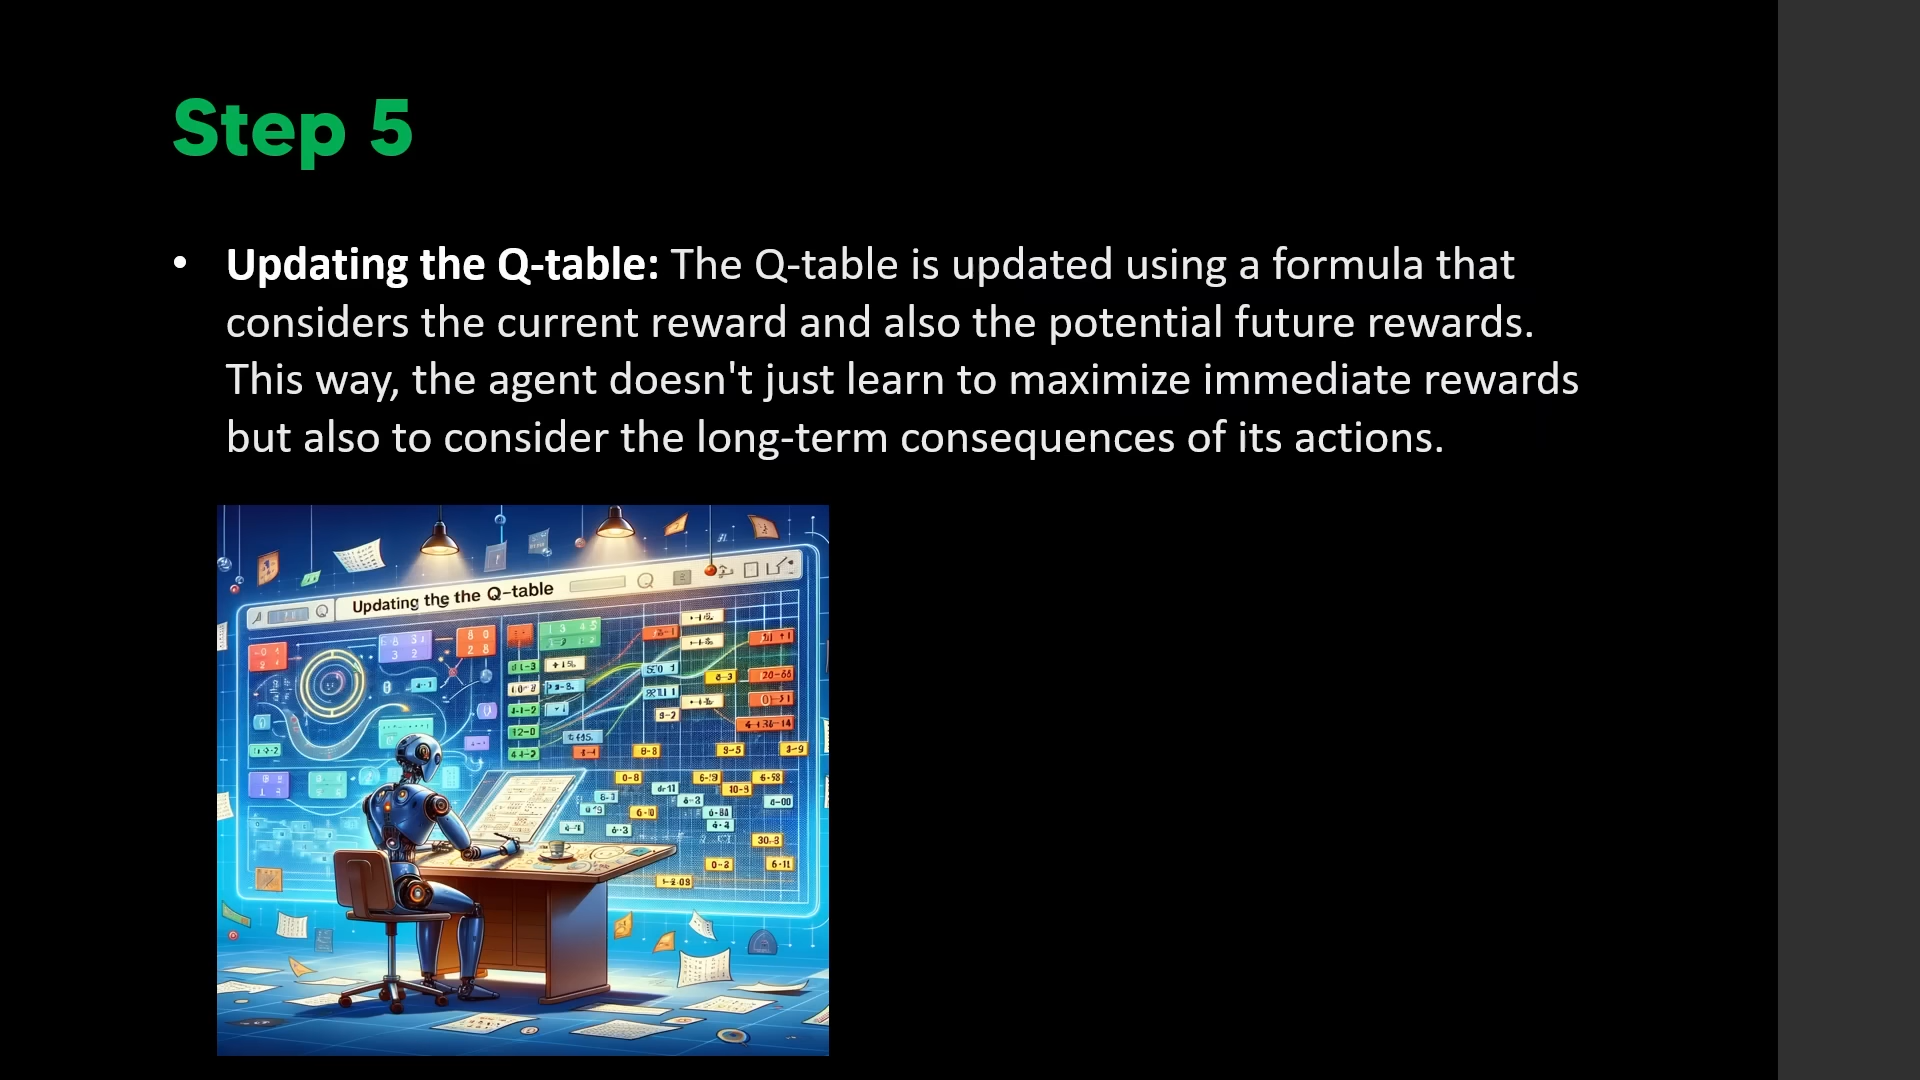 Step 5
• Updating the Q-table: The Q-table is updated using a formula that
considers the current reward and also the potential future rewards.
This way, the agent doesn't just learn to maximize immediate rewards
but also to consider the long-term consequences of its actions.
Updating the the Q-table